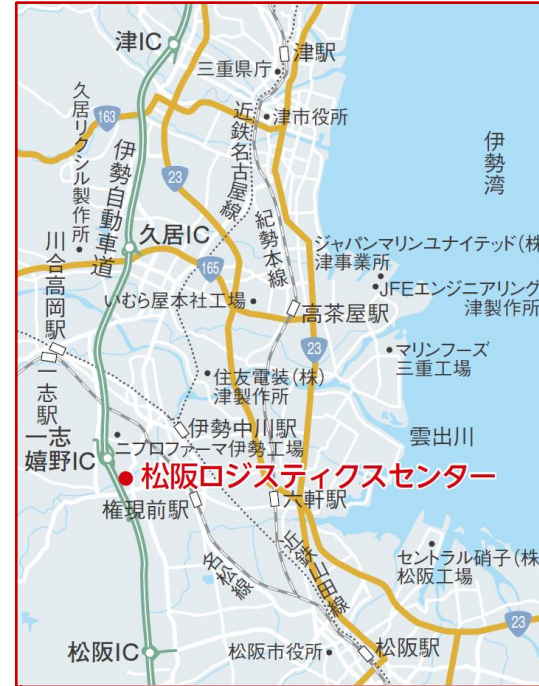 津IC
津駅
三重県庁
津市役所
163
久居リクシル製作所
伊勢自動車道
近鉄名古屋線
23
伊勢湾
久居IC
紀勢本線
ジャパンマリンユナイテッド(株
津事業所
川合高岡駅
165
JFEエンジニアリング
津製作所
いむら屋本社工場
高茶屋駅
23
マリンフーズ
三重工場
住友電装(株)
津製作所
一志駅
伊勢中川駅
雲出川
一志
嬉野IC
ニプロファーマ伊勢工場
松阪ロジスティクスセンター
権現前駅
六軒駅
名松線
近鉄山田線
セントラル硝子(株
松阪工場
23
松阪IC
松阪市役所
松阪駅